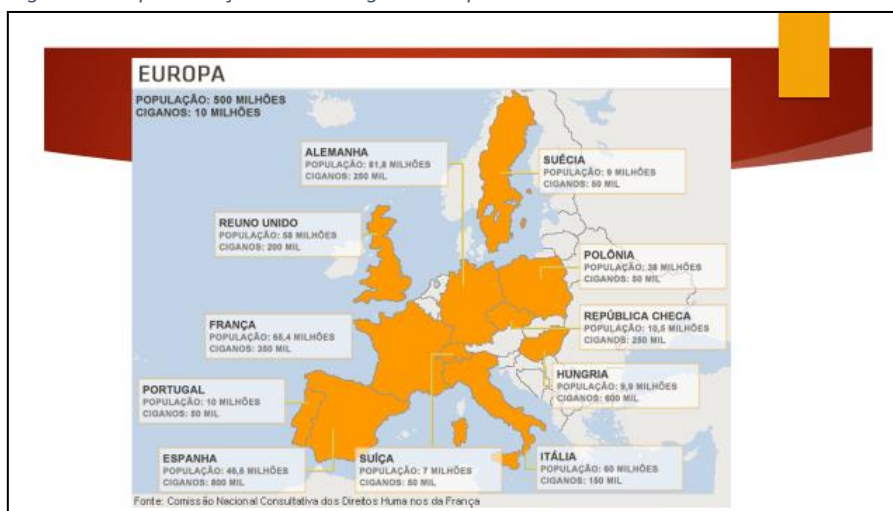 EUROPA
POPULAÇÃO: 500 MILHÕES
CIGANOS: 10 MILHÕES
ALEMANHA
POPULAÇÃO: 81,8 MILHÕES
CIGANOS: 250 MIL
SUÉCIA
POPULAÇÃO: 9 MILHÕES
CIGANOS: 50 MIL
REUNO UNIDO
POPULAÇÃO: 58 MILHÕES
CIGANOS: 200 MIL
POLÔNIA
POPULAÇÃO: 38 MILHÕES
CIGANOS: 50 MIL
FRANÇA
POPULAÇÃO: 65,4 MILHÕES
CIGANOS: 350 MIL
REPÚBLICA CHECA
POPULAÇÃO: 10,5 MILHÕES
CIGANOS: 250 MIL
HUNGRIA
POPULAÇÃO: 9,9 MILHÕES
CIGANOS: 600 MIL
PORTUGAL
POPULAÇÃO: 10 MILHÕES
CIGANOS: 50 MIL
ESPANHA
POPULAÇÃO: 46,6 MILHÕES
CIGANOS: 800 MIL
SUÍÇA
POPULAÇÃO: 7 MILHÕES
CIGANOS: 50 MIL
ITÁLIA
POPULAÇÃO: 60 MILHÕES
CIGANOS: 150 MIL
Fonte: Comissão Nacional Consultativa dos Direitos Huma nos da França